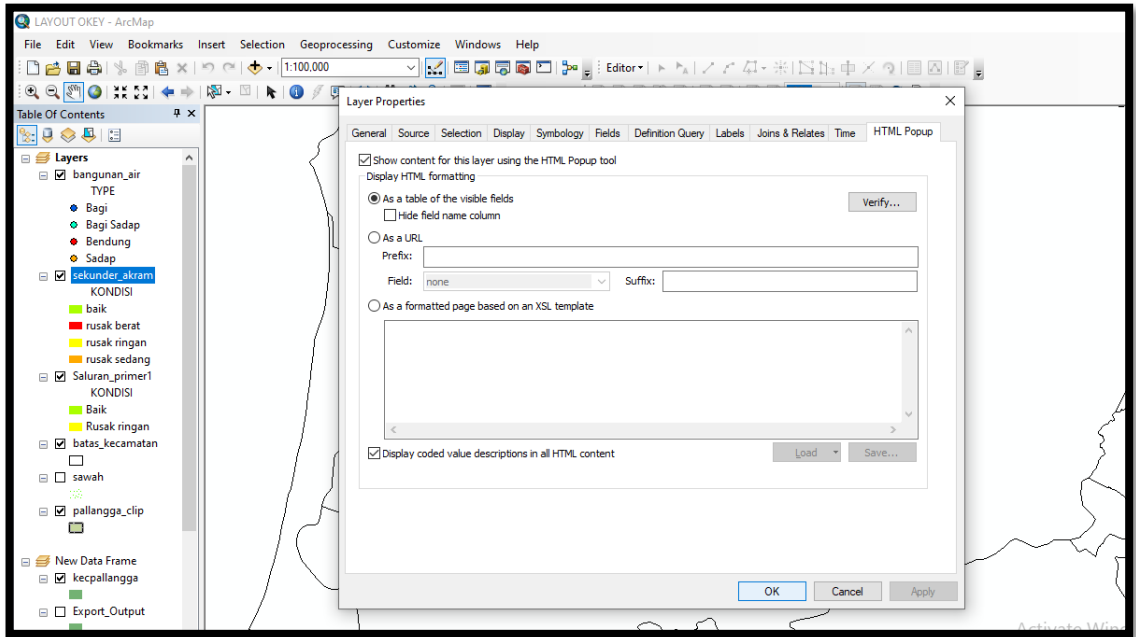 LAYOUT OKEY - ArcMap
File Edit View Bookmarks Insert Selection Geoprocessing Customize Windows Help
1:100,000 Editor
Table Of Contents
Layers
bangunan_air
TYPE
Bagi
Bagi Sadap
Bendung
Sadap
sekunder_akram
KONDISI
baik
rusak berat
rusak ringan
rusak sedang
Saluran_primer1
KONDISI
Baik
Rusak ringan
batas_kecamatan
sawah
pallangga_clip
New Data Frame
kecpallangga
Export_Output
Layer Properties
General Source Selection Display Symbology Fields Definition Query Labels Joins & Relates Time HTML Popup
Show content for this layer using the HTML Popup tool
Display HTML formatting
As a table of the visible fields Verify...
Hide field name column
As a URL
Prefix:
Field: none Suffix:
As a formatted page based on an XSL template
Display coded value descriptions in all HTML content Load Save...
OK Cancel Apply
Activate Win